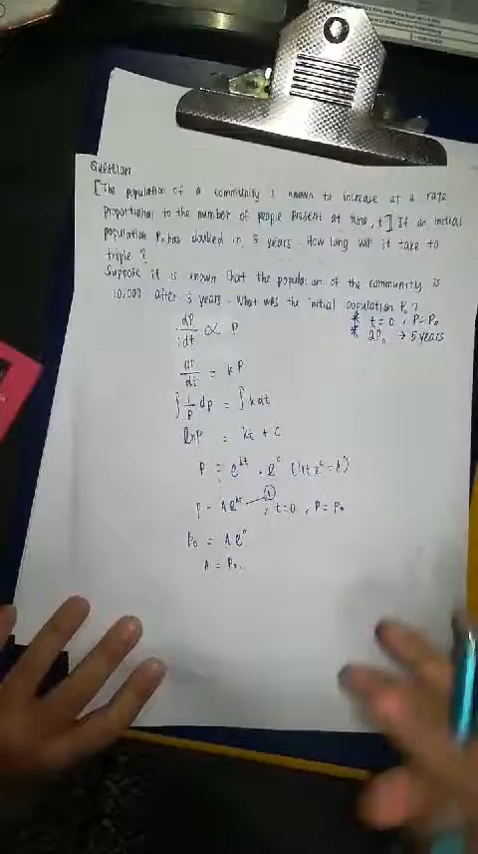 Question
[The population of a community is known to increase at a rate
proportional to the number of people present at time, t] If an initial
population P₀ has doubled in 5 years. How long will it take to
triple ?
Suppose it is known that the population of the community is
10,000 after 3 years. What was the initial population P₀ ?
* t = 0 , P = P₀
* 2P₀ → 5 years
dP/dt ∝ P
dP/dt = kP
∫ 1/P dp = ∫ k dt
ln P = kt + c
P = e^kt . e^c
P = Ae^kt ① , t=0 , P = P₀
P₀ = A e⁰
A = P₀.